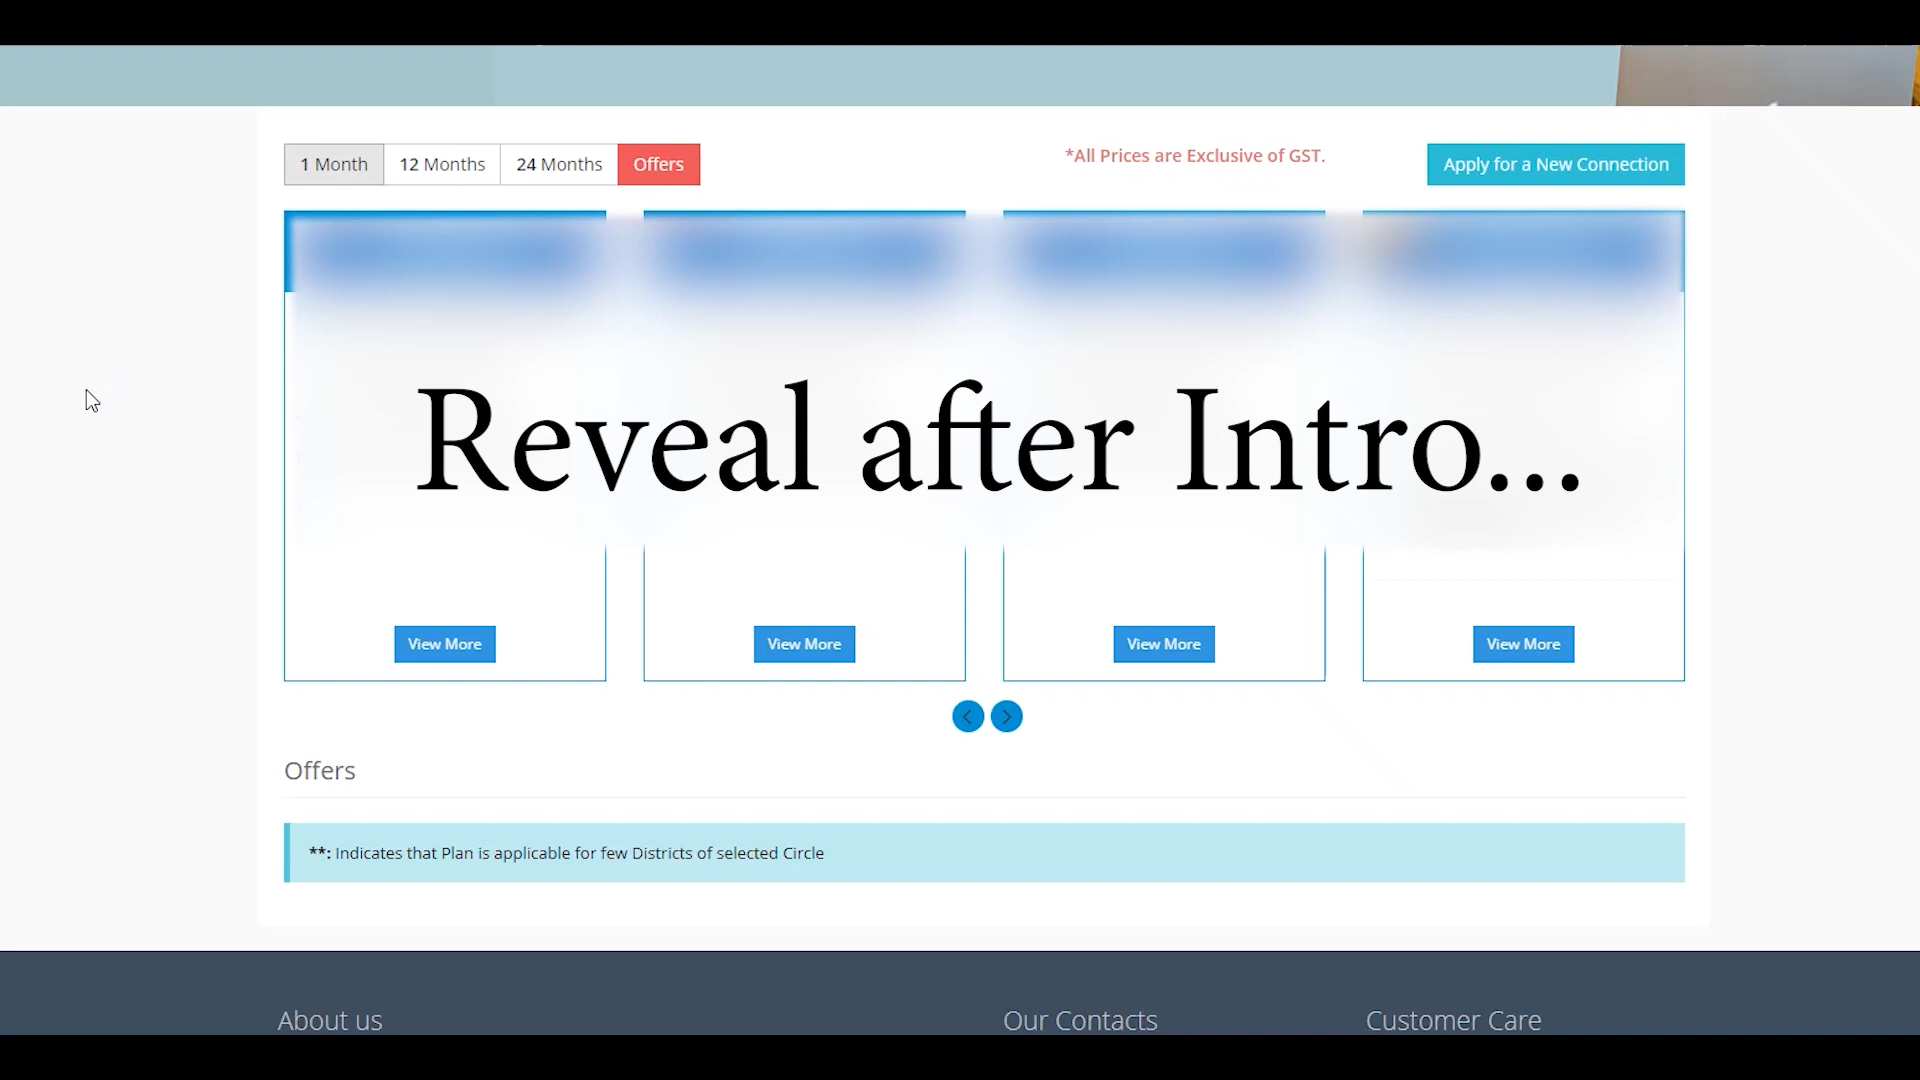 1 Month 12 Months 24 Months Offers
*All Prices are Exclusive of GST.
Apply for a New Connection
Reveal after Intro...
View More View More View More View More
Offers
**: Indicates that Plan is applicable for few Districts of selected Circle
About us Our Contacts Customer Care